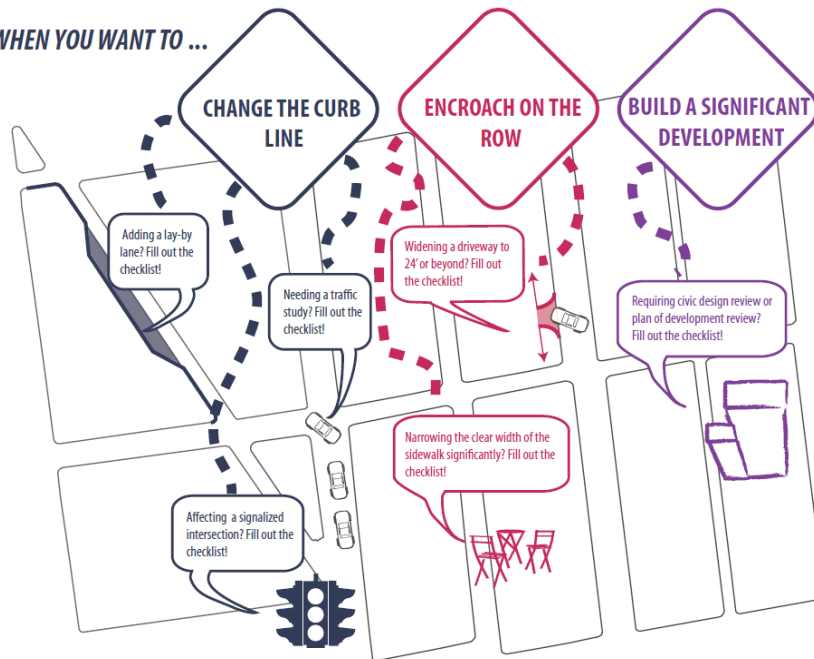 WHEN YOU WANT TO ...
CHANGE THE CURB
LINE
ENCROACH ON THE
ROW
BUILD A SIGNIFICANT
DEVELOPMENT
Adding a lay-by
lane? Fill out the
checklist!
Needing a traffic
study? Fill out the
checklist!
Widening a driveway to
24' or beyond? Fill out
the checklist!
Requiring civic design review or
plan of development review?
Fill out the checklist!
Narrowing the clear width of the
sidewalk significantly? Fill out the
checklist!
Affecting a signalized
intersection? Fill out the
checklist!